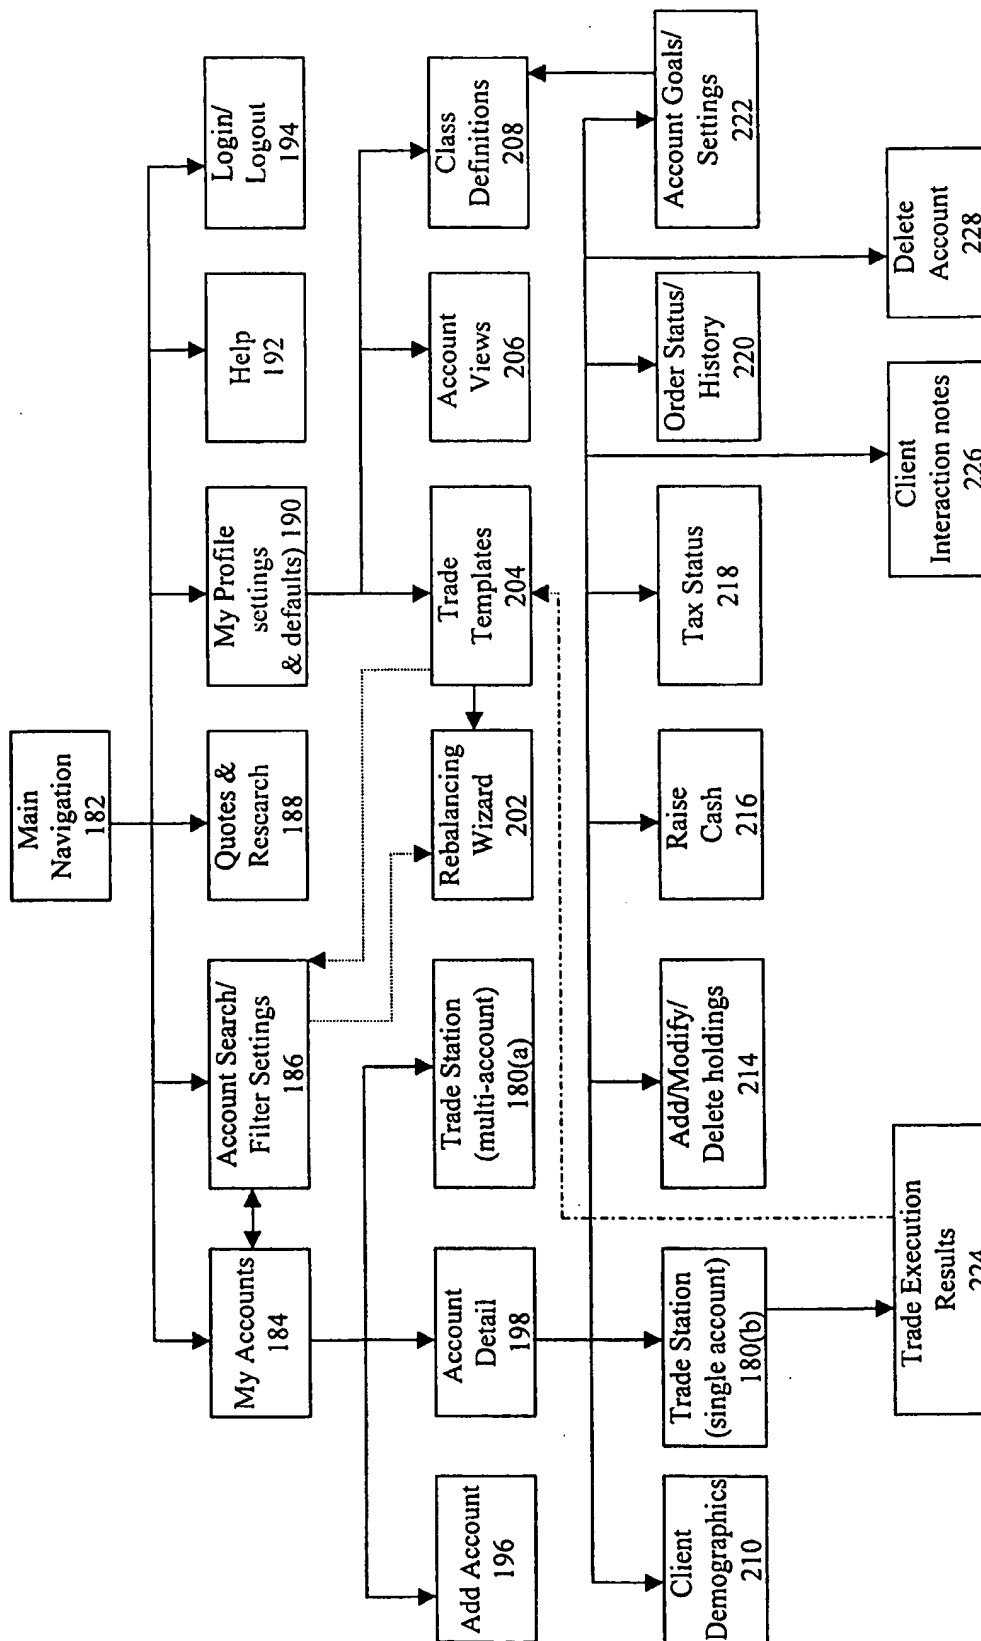 Main
Navigation
182
My Accounts
184
Account Search/
Filter Settings
186
Quotes &
Research
188
My Profile
settings
& defaults) 190
Help
192
Login/
Logout
194
Add Account
196
Account
Detail
198
Trade Station
(multi-account)
180(a)
Rebalancing
Wizard
202
Trade
Templates
204
Account
Views
206
Class
Definitions
208
Client
Demographics
210
Trade Station
(single account)
180(b)
Add/Modify/
Delete holdings
214
Raise
Cash
216
Tax Status
218
Order Status/
History
220
Account Goals/
Settings
222
Trade Execution
Results
224
Client
Interaction notes
226
Delete
Account
228